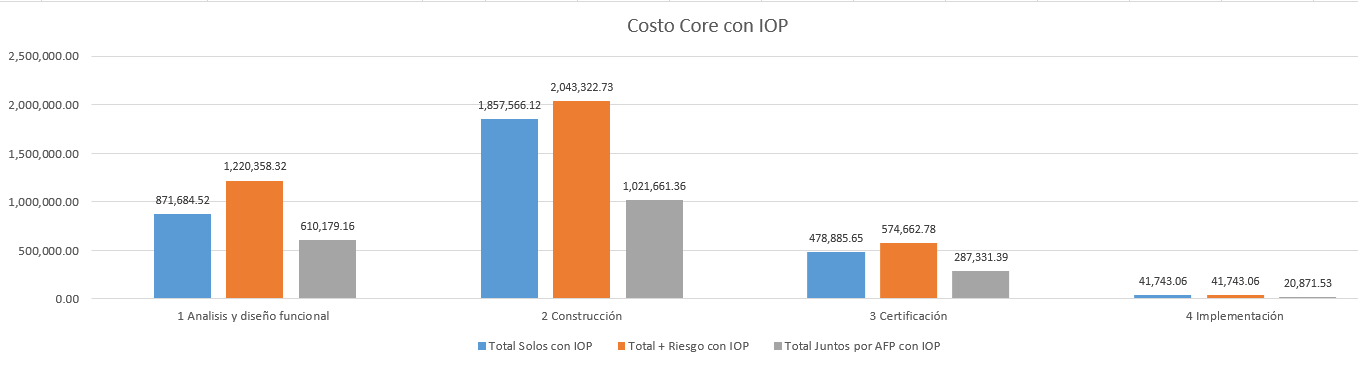 Costo Core con IOP
2,500,000.00
2,000,000.00
1,500,000.00
1,000,000.00
500,000.00
0.00
871,684.52
1,220,358.32
610,179.16
1,857,566.12
2,043,322.73
1,021,661.36
478,885.65
574,662.78
287,331.39
41,743.06
41,743.06
20,871.53
1 Analisis y diseño funcional
2 Construcción
3 Certificación
4 Implementación
Total Solos con IOP
Total + Riesgo con IOP
Total Juntos por AFP con IOP